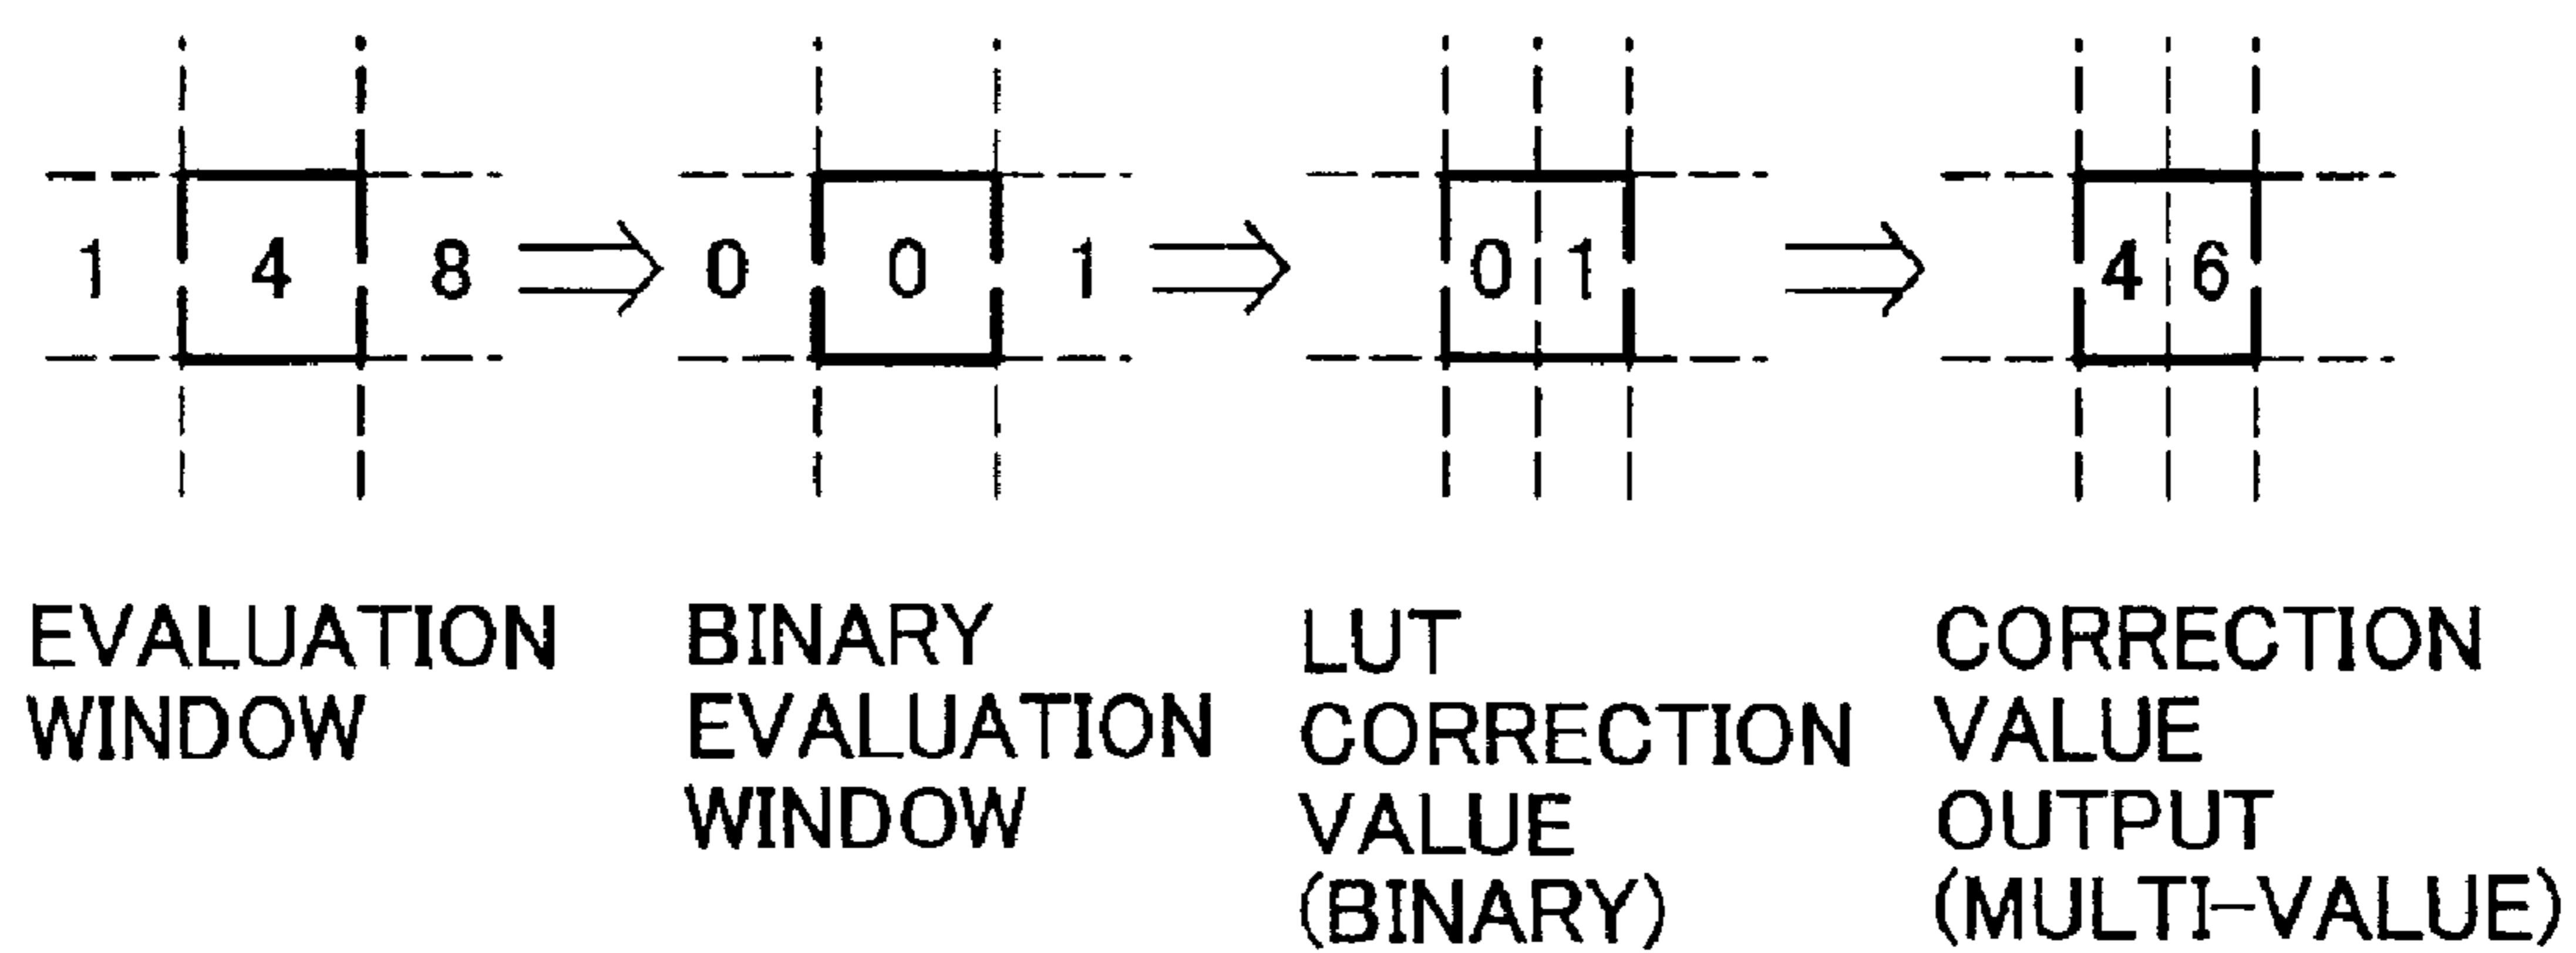 1 4 8 0 0 1 0 1 4 6
EVALUATION
WINDOW
BINARY
EVALUATION
WINDOW
LUT
CORRECTION
VALUE
(BINARY)
CORRECTION
VALUE
OUTPUT
(MULTI-VALUE)